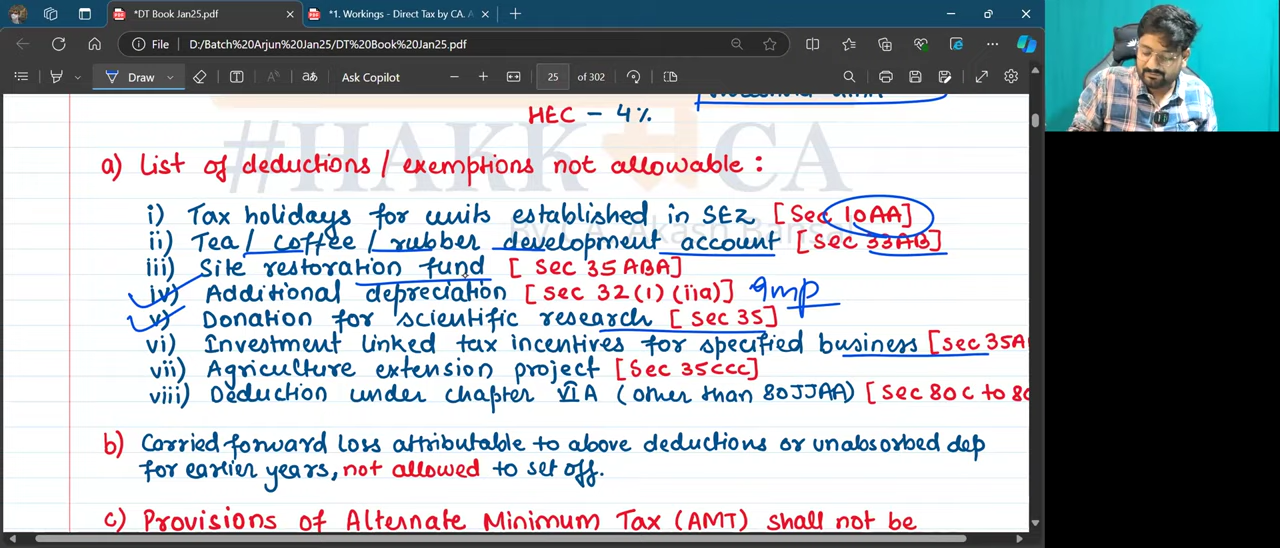 *DT Book Jan25.pdf
*1. Workings - Direct Tax by CA. A
File
D:/Batch%20Arjun%20Jan25/DT%20Book%20Jan25.pdf
Draw
Ask Copilot
25 of 302
HEC - 4%
#HAKK CA
a) List of deductions / exemptions not allowable :
i) Tax holidays for units established in SEZ [Sec 10AA]
ii) Tea / coffee / rubber development account [Sec 33AB]
iii) Site restoration fund [Sec 35ABA]
iv) Additional depreciation [Sec 32(1)(iia)] 9mp
v) Donation for scientific research [Sec 35]
vi) Investment linked tax incentives for specified business [Sec 35A
vii) Agriculture extension project [Sec 35CCC]
viii) Deduction under chapter VIA (other than 80JJAA) [Sec 80C to 80
b) Carried forward loss attributable to above deductions or unabsorbed dep
for earlier years, not allowed to set off.
c) Provisions of Alternate Minimum Tax (AMT) shall not be